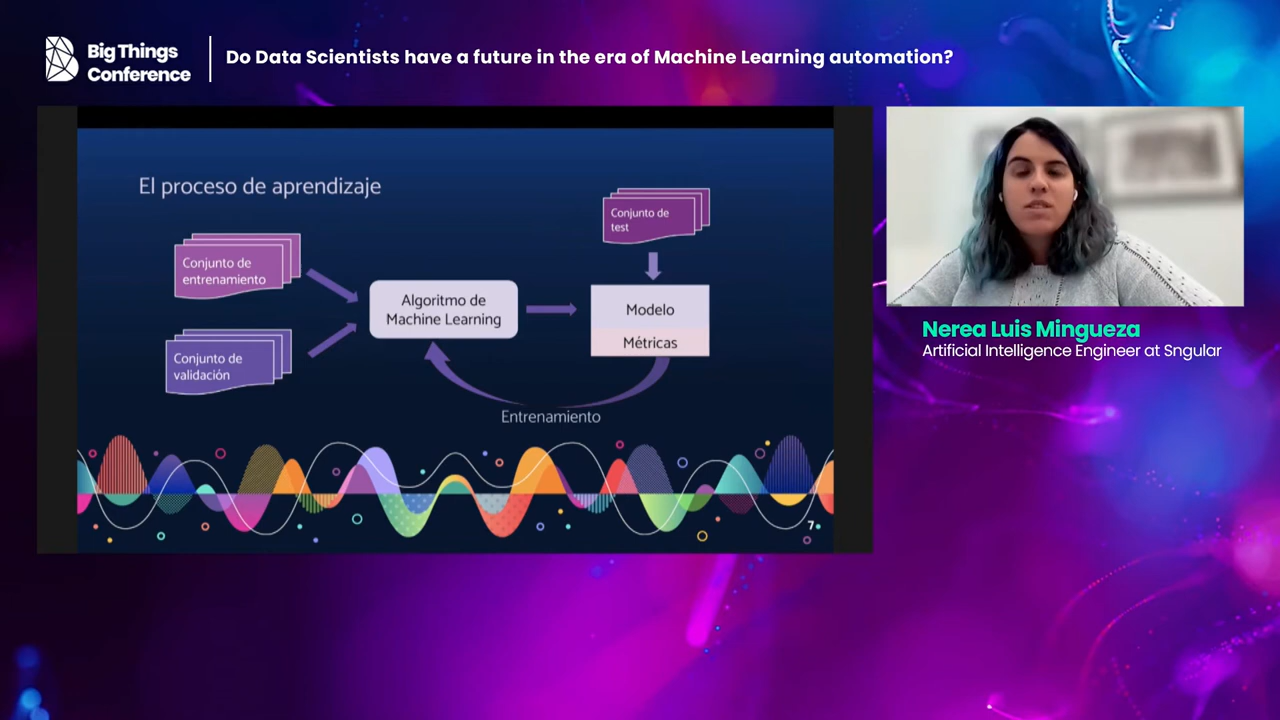 Big Things
Conference
Do Data Scientists have a future in the era of Machine Learning automation?
El proceso de aprendizaje
Conjunto de
entrenamiento
Conjunto de
validación
Algoritmo de
Machine Learning
Conjunto de
test
Modelo
Métricas
Entrenamiento
7
Nerea Luis Mingueza
Artificial Intelligence Engineer at Sngular